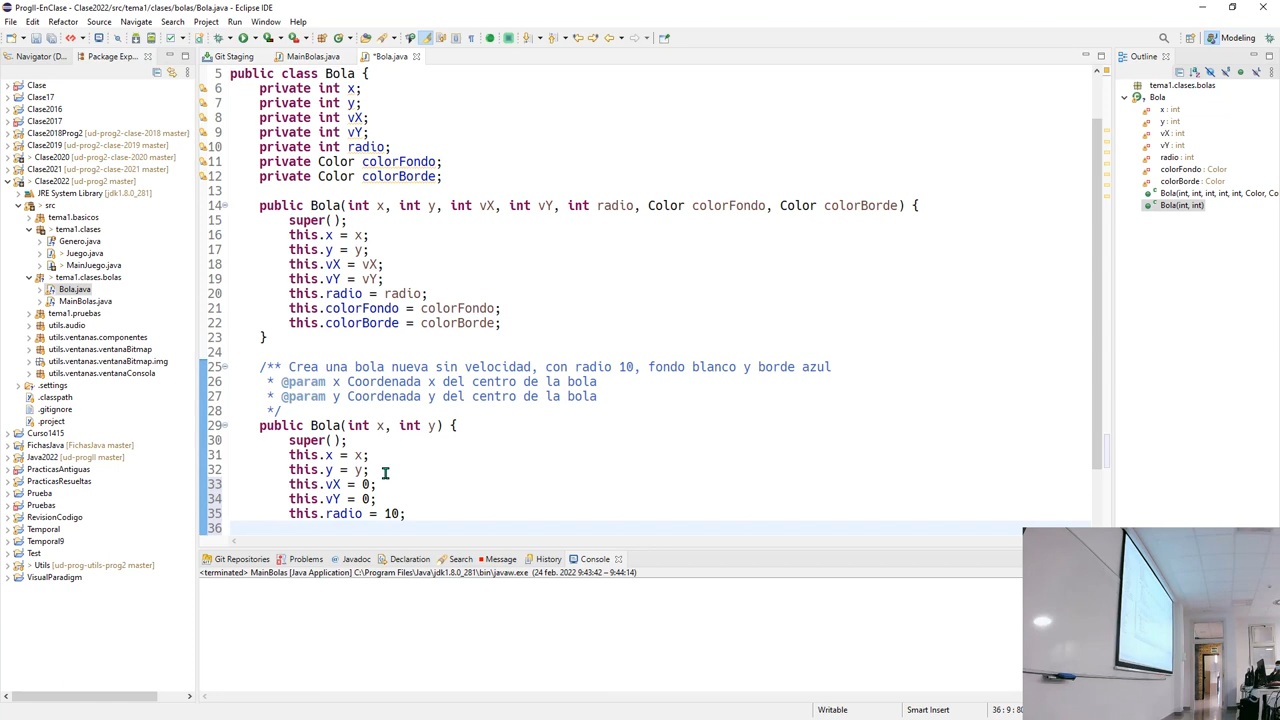 ProgII-EnClase - Clase2022/src/tema1/clases/bolas/Bola.java - Eclipse IDE
File Edit Refactor Source Navigate Search Project Run Window Help
Modeling
Navigator (D... Package Exp...
Git Staging MainBolas.java *Bola.java
Outline
Clase
Clase17
Clase2016
Clase2017
Clase2018Prog2 [ud-prog2-clase-2018 master]
Clase2019 [ud-prog2-clase-2019 master]
> Clase2020 [ud-prog2-clase-2020 master]
Clase2021 [ud-prog2-clase-2021 master]
> Clase2022 [ud-prog2 master]
JRE System Library [jdk1.8.0_281]
> src
tema1.basicos
> tema1.clases
Genero.java
> Juego.java
> MainJuego.java
> tema1.clases.bolas
Bola.java
MainBolas.java
tema1.pruebas
utils.audio
utils.ventanas.componentes
utils.ventanas.ventanaBitmap
utils.ventanas.ventanaBitmap.img
utils.ventanas.ventanaConsola
.settings
.classpath
.gitignore
.project
Curso1415
FichasJava [FichasJava master]
Java2022 [ud-progII master]
PracticasAntiguas
PracticasResueltas
Prueba
Pruebas
RevisionCodigo
Temporal
Temporal9
Test
> Utils [ud-prog-utils-prog2 master]
VisualParadigm
5 public class Bola {
6 private int x;
7 private int y;
8 private int vX;
9 private int vY;
10 private int radio;
11 private Color colorFondo;
12 private Color colorBorde;
13
14 public Bola(int x, int y, int vX, int vY, int radio, Color colorFondo, Color colorBorde) {
15 super();
16 this.x = x;
17 this.y = y;
18 this.vX = vX;
19 this.vY = vY;
20 this.radio = radio;
21 this.colorFondo = colorFondo;
22 this.colorBorde = colorBorde;
23 }
24
25 /** Crea una bola nueva sin velocidad, con radio 10, fondo blanco y borde azul
26 * @param x Coordenada x del centro de la bola
27 * @param y Coordenada y del centro de la bola
28 */
29 public Bola(int x, int y) {
30 super();
31 this.x = x;
32 this.y = y;
33 this.vX = 0;
34 this.vY = 0;
35 this.radio = 10;
36
tema1.clases.bolas
Bola
x : int
y : int
vX : int
vY : int
radio : int
colorFondo : Color
colorBorde : Color
Bola(int, int, int, int, int, Color, Co
Bola(int, int)
Git Repositories Problems Javadoc Declaration Search Message History Console
<terminated> MainBolas [Java Application] C:\Program Files\Java\jdk1.8.0_281\bin\javaw.exe (24 feb. 2022 9:43:42 – 9:44:14)
Writable Smart Insert 36 : 9 : 80